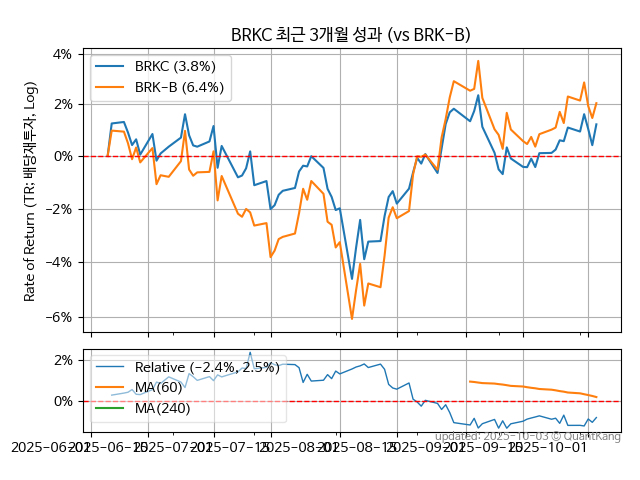 BRKC 최근 3개월 성과 (vs BRK-B)
4%
2%
0%
-2%
-4%
-6%
Rate of Return (TR: 배당재투자, Log)
BRKC (3.8%)
BRK-B (6.4%)
2%
0%
Relative (-2.4%, 2.5%)
MA(60)
MA(240)
2025-06-01
2025-06-15
2025-07-01
2025-07-15
2025-08-01
2025-08-15
2025-09-01
2025-09-15
2025-10-01
updated: 2025-10-03 © QuantKang